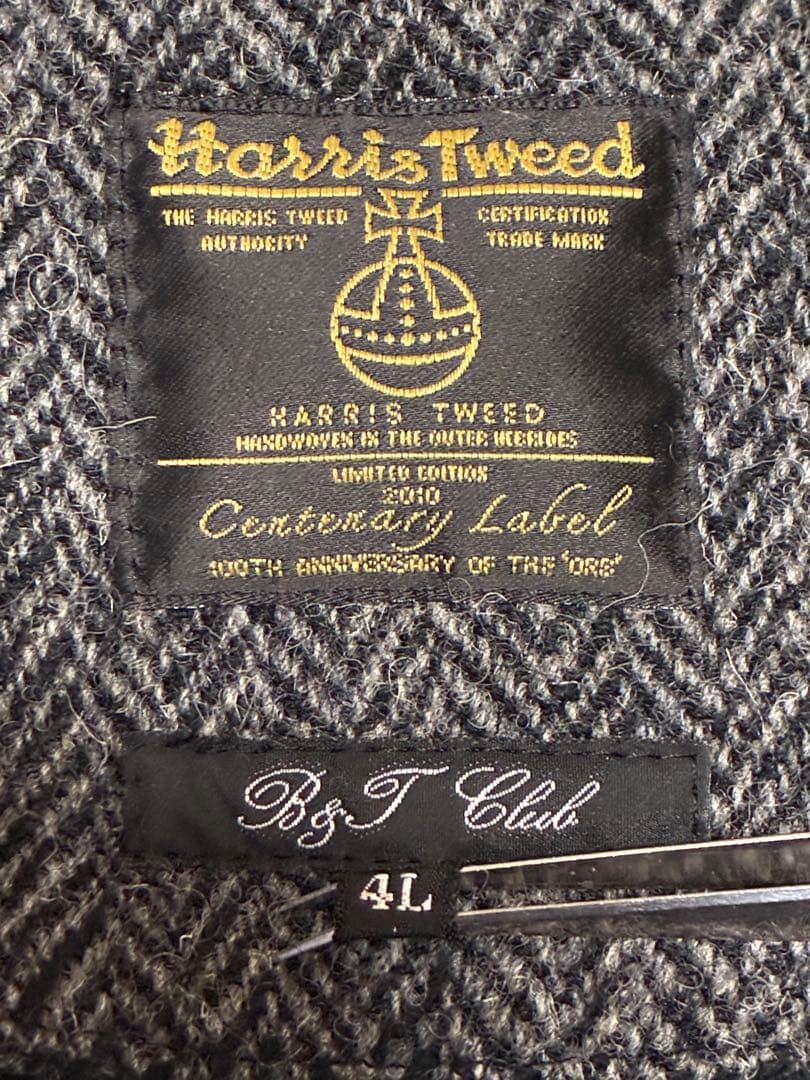 Harris Tweed
THE HARRIS TWEED
AUTHORITY
CERTIFICATION
TRADE MARK
HARRIS TWEED
HANDWOVEN IN THE OUTER HEBRIDES
LIMITED EDITION
2010
Centenary Label
100TH ANNIVERSARY OF THE 'ORB'
B&T Club
4L